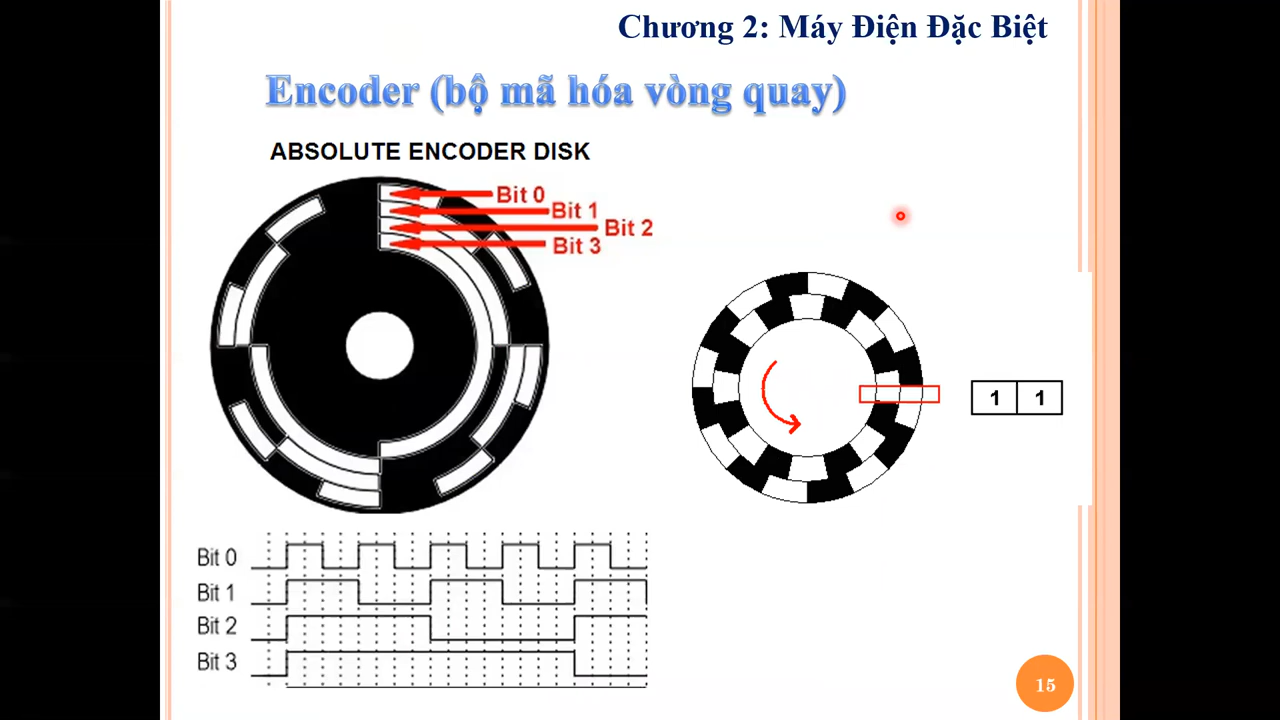 Chương 2: Máy Điện Đặc Biệt
Encoder (bộ mã hóa vòng quay)
ABSOLUTE ENCODER DISK
Bit 0
Bit 1
Bit 2
Bit 3
1 1
Bit 0
Bit 1
Bit 2
Bit 3
15